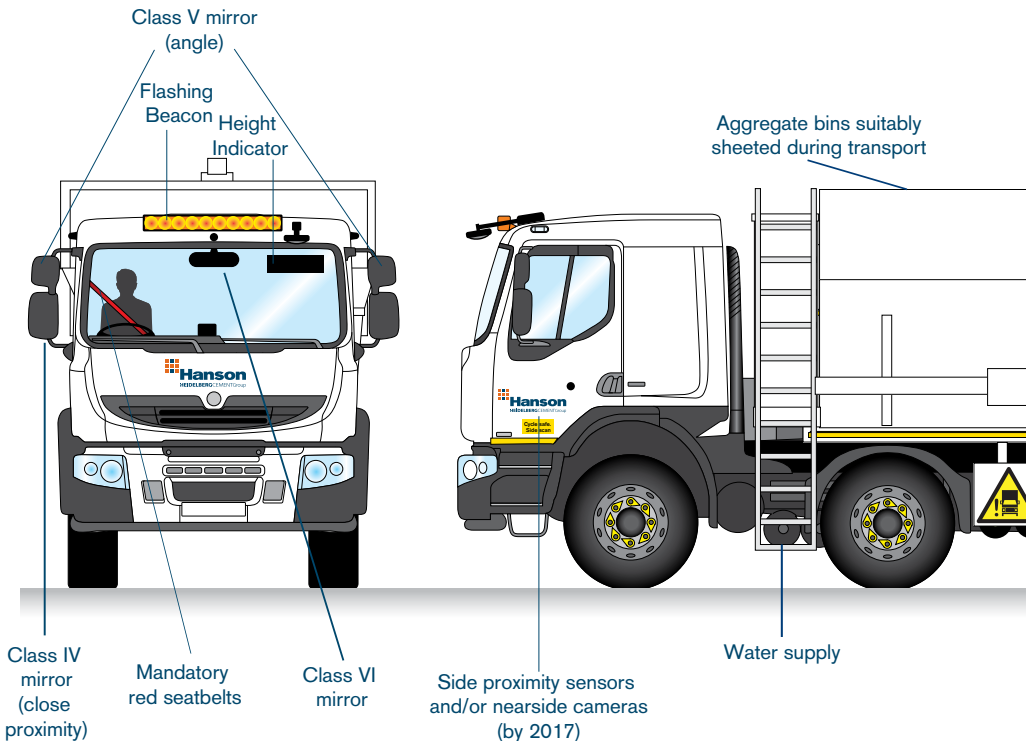 Class V mirror
(angle)
Flashing
Beacon
Height
Indicator
Aggregate bins suitably
sheeted during transport
Hanson
HEIDELBERGCEMENTGroup
Hanson
HEIDELBERGCEMENTGroup
Cycle safe.
Side scan
Class IV
mirror
(close
proximity)
Mandatory
red seatbelts
Class VI
mirror
Side proximity sensors
and/or nearside cameras
(by 2017)
Water supply